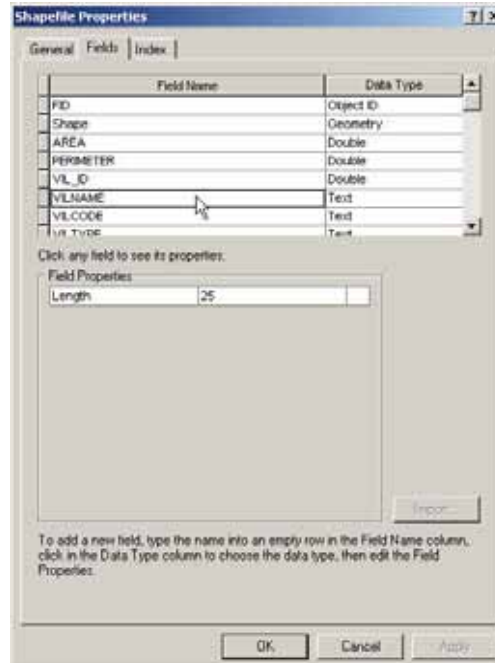 Shapefile Properties
General Fields Index
Field Name Data Type
FID Object ID
Shape Geometry
AREA Double
PERIMETER Double
VIL_ID Double
VILNAME Text
VILCODE Text
VILTYPE Text
Click any field to see its properties.
Field Properties
Length 25
Import...
To add a new field, type the name into an empty row in the Field Name column,
click in the Data Type column to choose the data type, then edit the Field
Properties.
OK Cancel Apply